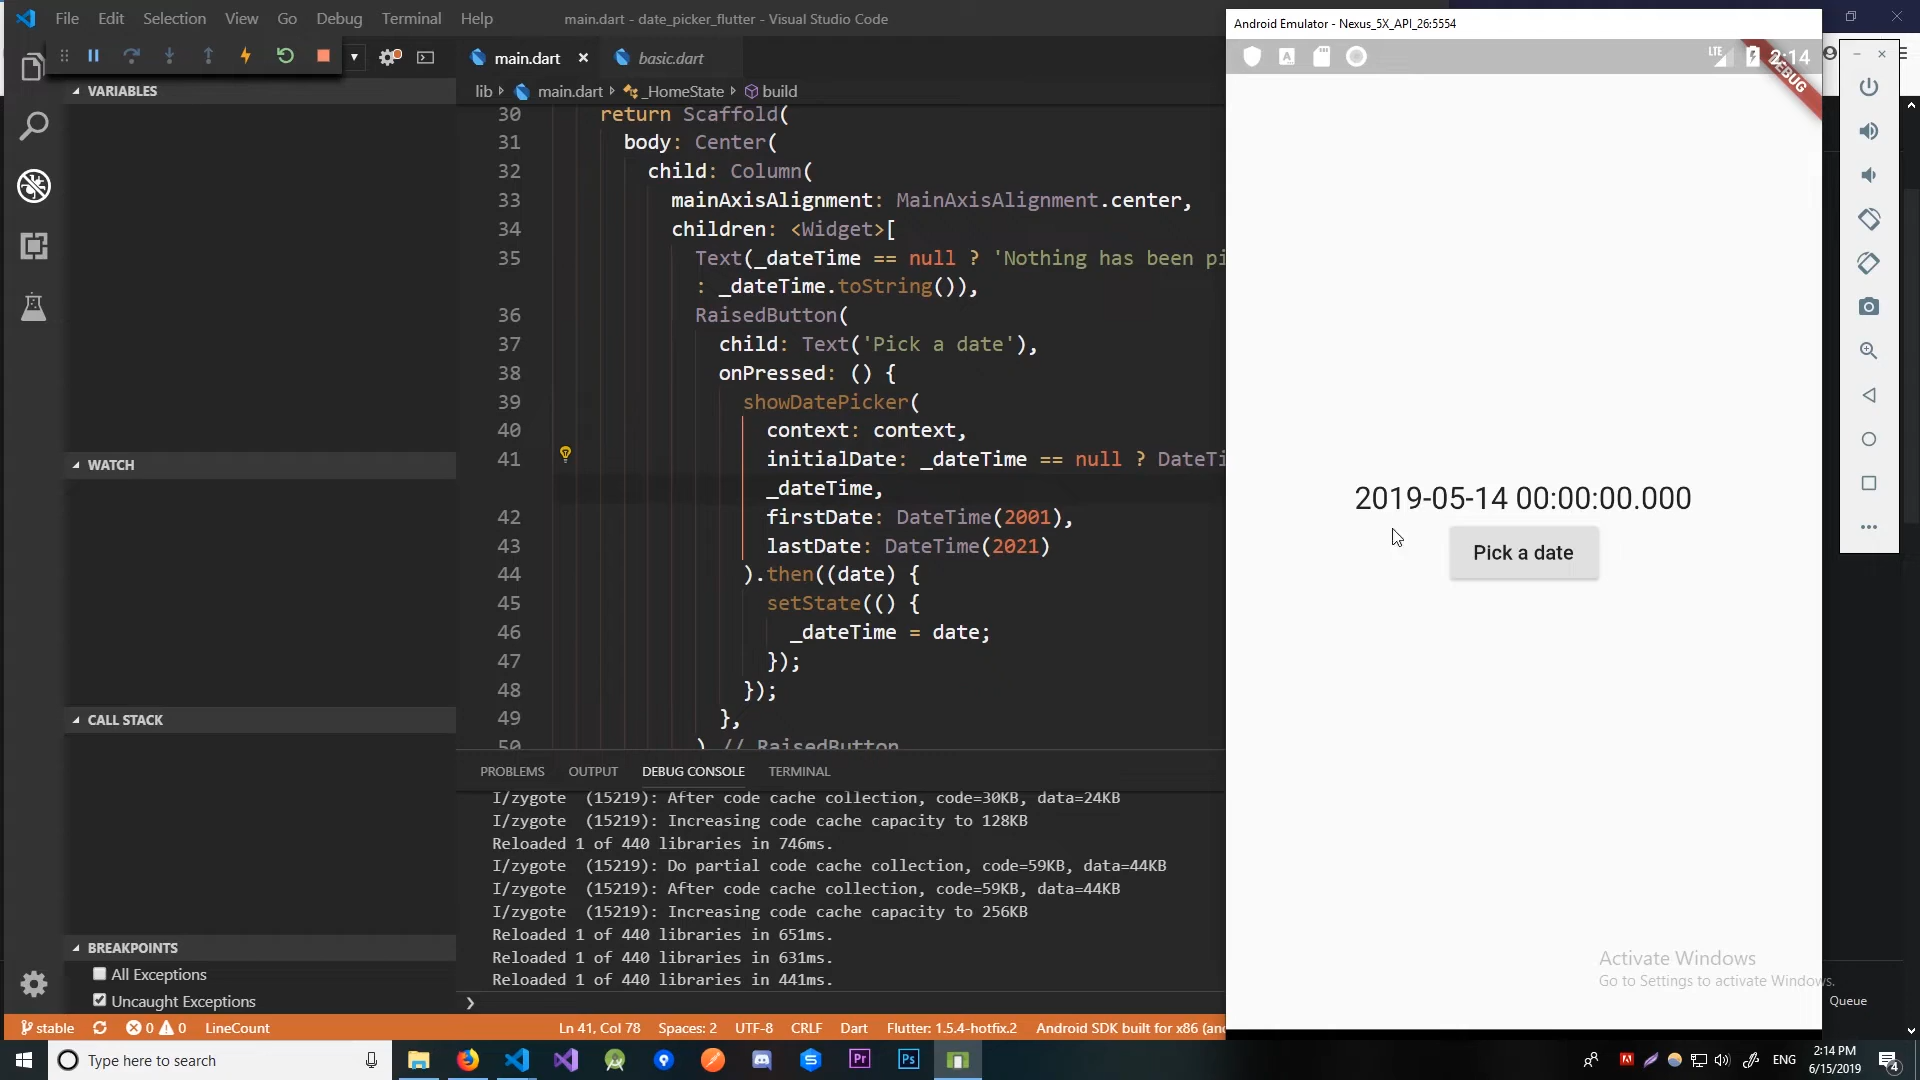 File Edit Selection View Go Debug Terminal Help
main.dart - date_picker_flutter - Visual Studio Code
main.dart
basic.dart
lib
main.dart
_HomeState
build
VARIABLES
WATCH
CALL STACK
BREAKPOINTS
All Exceptions
Uncaught Exceptions
30 return Scaffold(
31 body: Center(
32 child: Column(
33 mainAxisAlignment: MainAxisAlignment.center,
34 children: <Widget>[
35 Text(_dateTime == null ? 'Nothing has been pi
: _dateTime.toString()),
36 RaisedButton(
37 child: Text('Pick a date'),
38 onPressed: () {
39 showDatePicker(
40 context: context,
41 initialDate: _dateTime == null ? DateTi
_dateTime,
42 firstDate: DateTime(2001),
43 lastDate: DateTime(2021)
44 ).then((date) {
45 setState(() {
46 _dateTime = date;
47 });
48 });
49 },
50 ) // RaisedButton
PROBLEMS OUTPUT DEBUG CONSOLE TERMINAL
I/zygote (15219): After code cache collection, code=30KB, data=24KB
I/zygote (15219): Increasing code cache capacity to 128KB
Reloaded 1 of 440 libraries in 746ms.
I/zygote (15219): Do partial code cache collection, code=59KB, data=44KB
I/zygote (15219): After code cache collection, code=59KB, data=44KB
I/zygote (15219): Increasing code cache capacity to 256KB
Reloaded 1 of 440 libraries in 651ms.
Reloaded 1 of 440 libraries in 631ms.
Reloaded 1 of 440 libraries in 441ms.
stable 0 0 LineCount
Ln 41, Col 78 Spaces: 2 UTF-8 CRLF Dart Flutter: 1.5.4-hotfix.2 Android SDK built for x86 (an
Android Emulator - Nexus_5X_API_26:5554
LTE
2:14
DEBUG
2019-05-14 00:00:00.000
Pick a date
Activate Windows
Go to Settings to activate Windows.
Queue
Type here to search
Pr
Ps
ENG
2:14 PM
6/15/2019
4